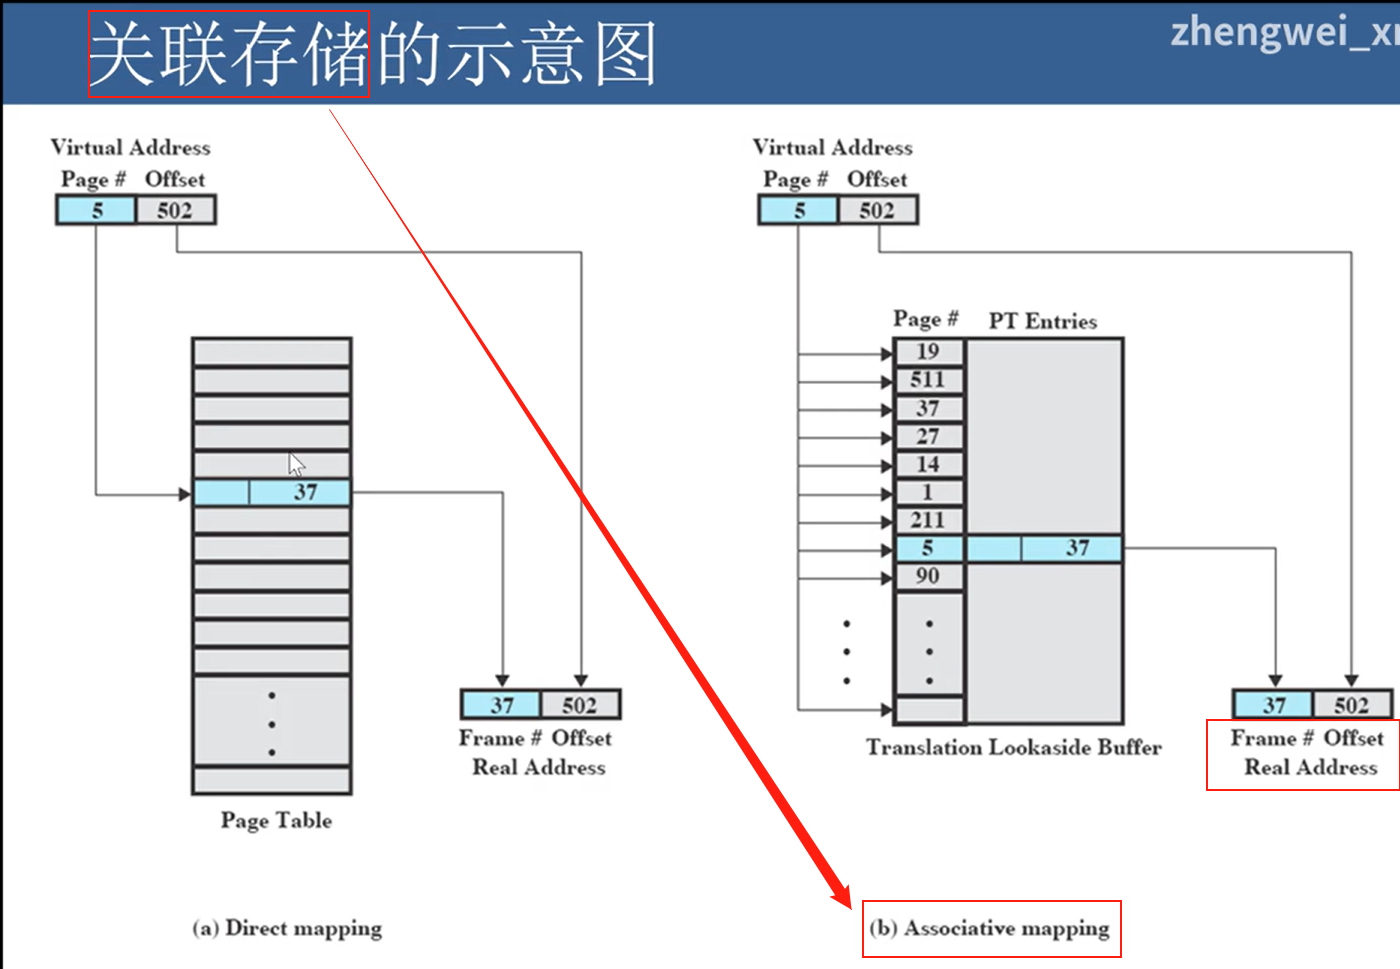 关联存储的示意图
zhengwei_xr
Virtual Address
Page # Offset
5 502
37
37 502
Frame # Offset
Real Address
Page Table
(a) Direct mapping
Virtual Address
Page # Offset
5 502
Page # PT Entries
19
511
37
27
14
1
211
5 37
90
37 502
Frame # Offset
Real Address
Translation Lookaside Buffer
(b) Associative mapping